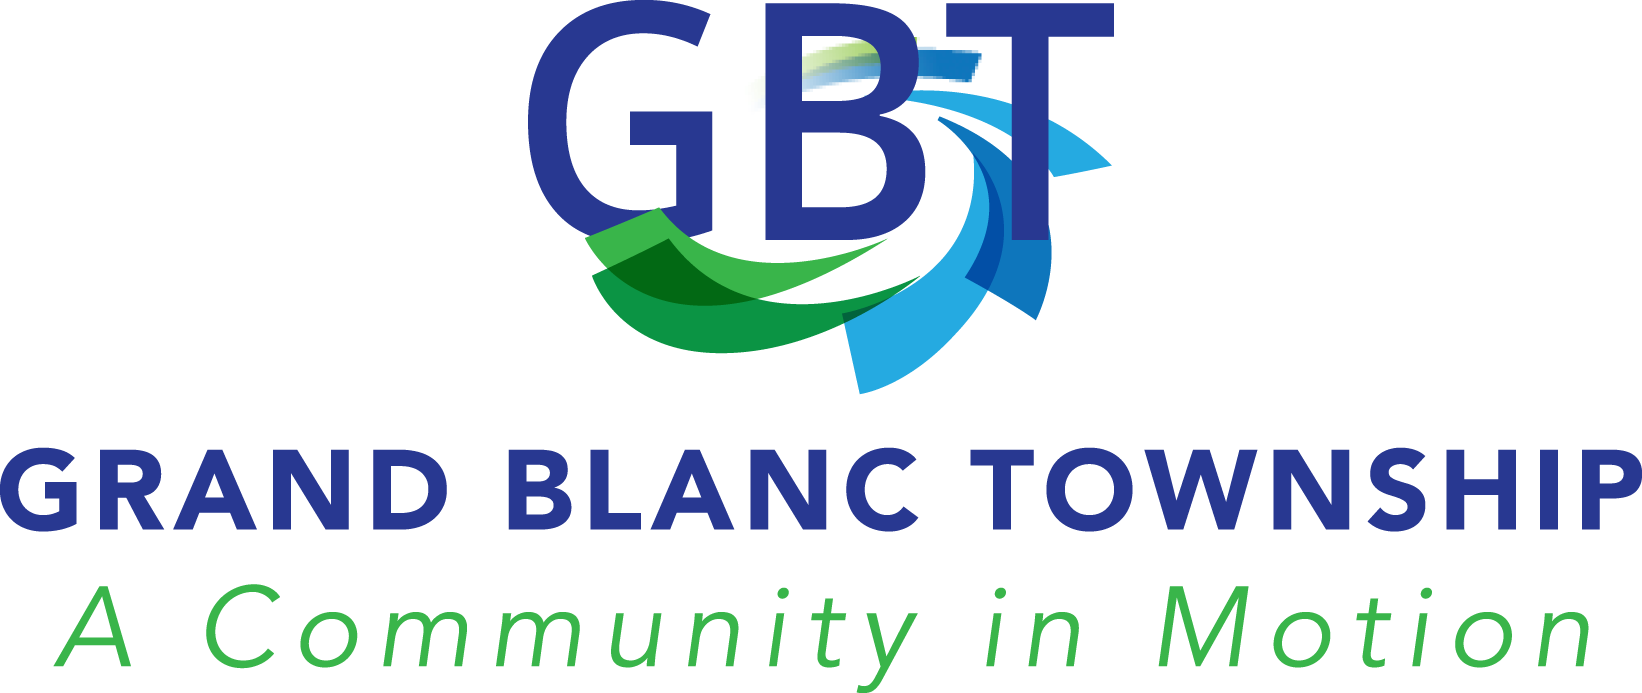 GBT
GRAND BLANC TOWNSHIP
A Community in Motion